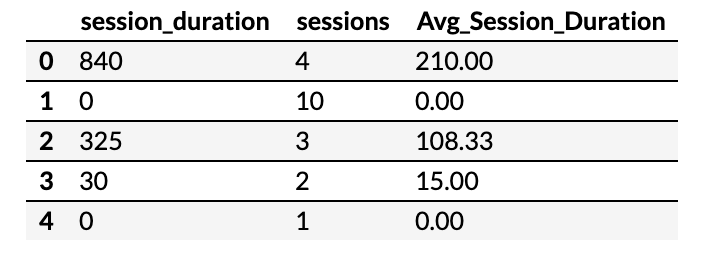 session_duration sessions Avg_Session_Duration
0 840 4 210.00
1 0 10 0.00
2 325 3 108.33
3 30 2 15.00
4 0 1 0.00